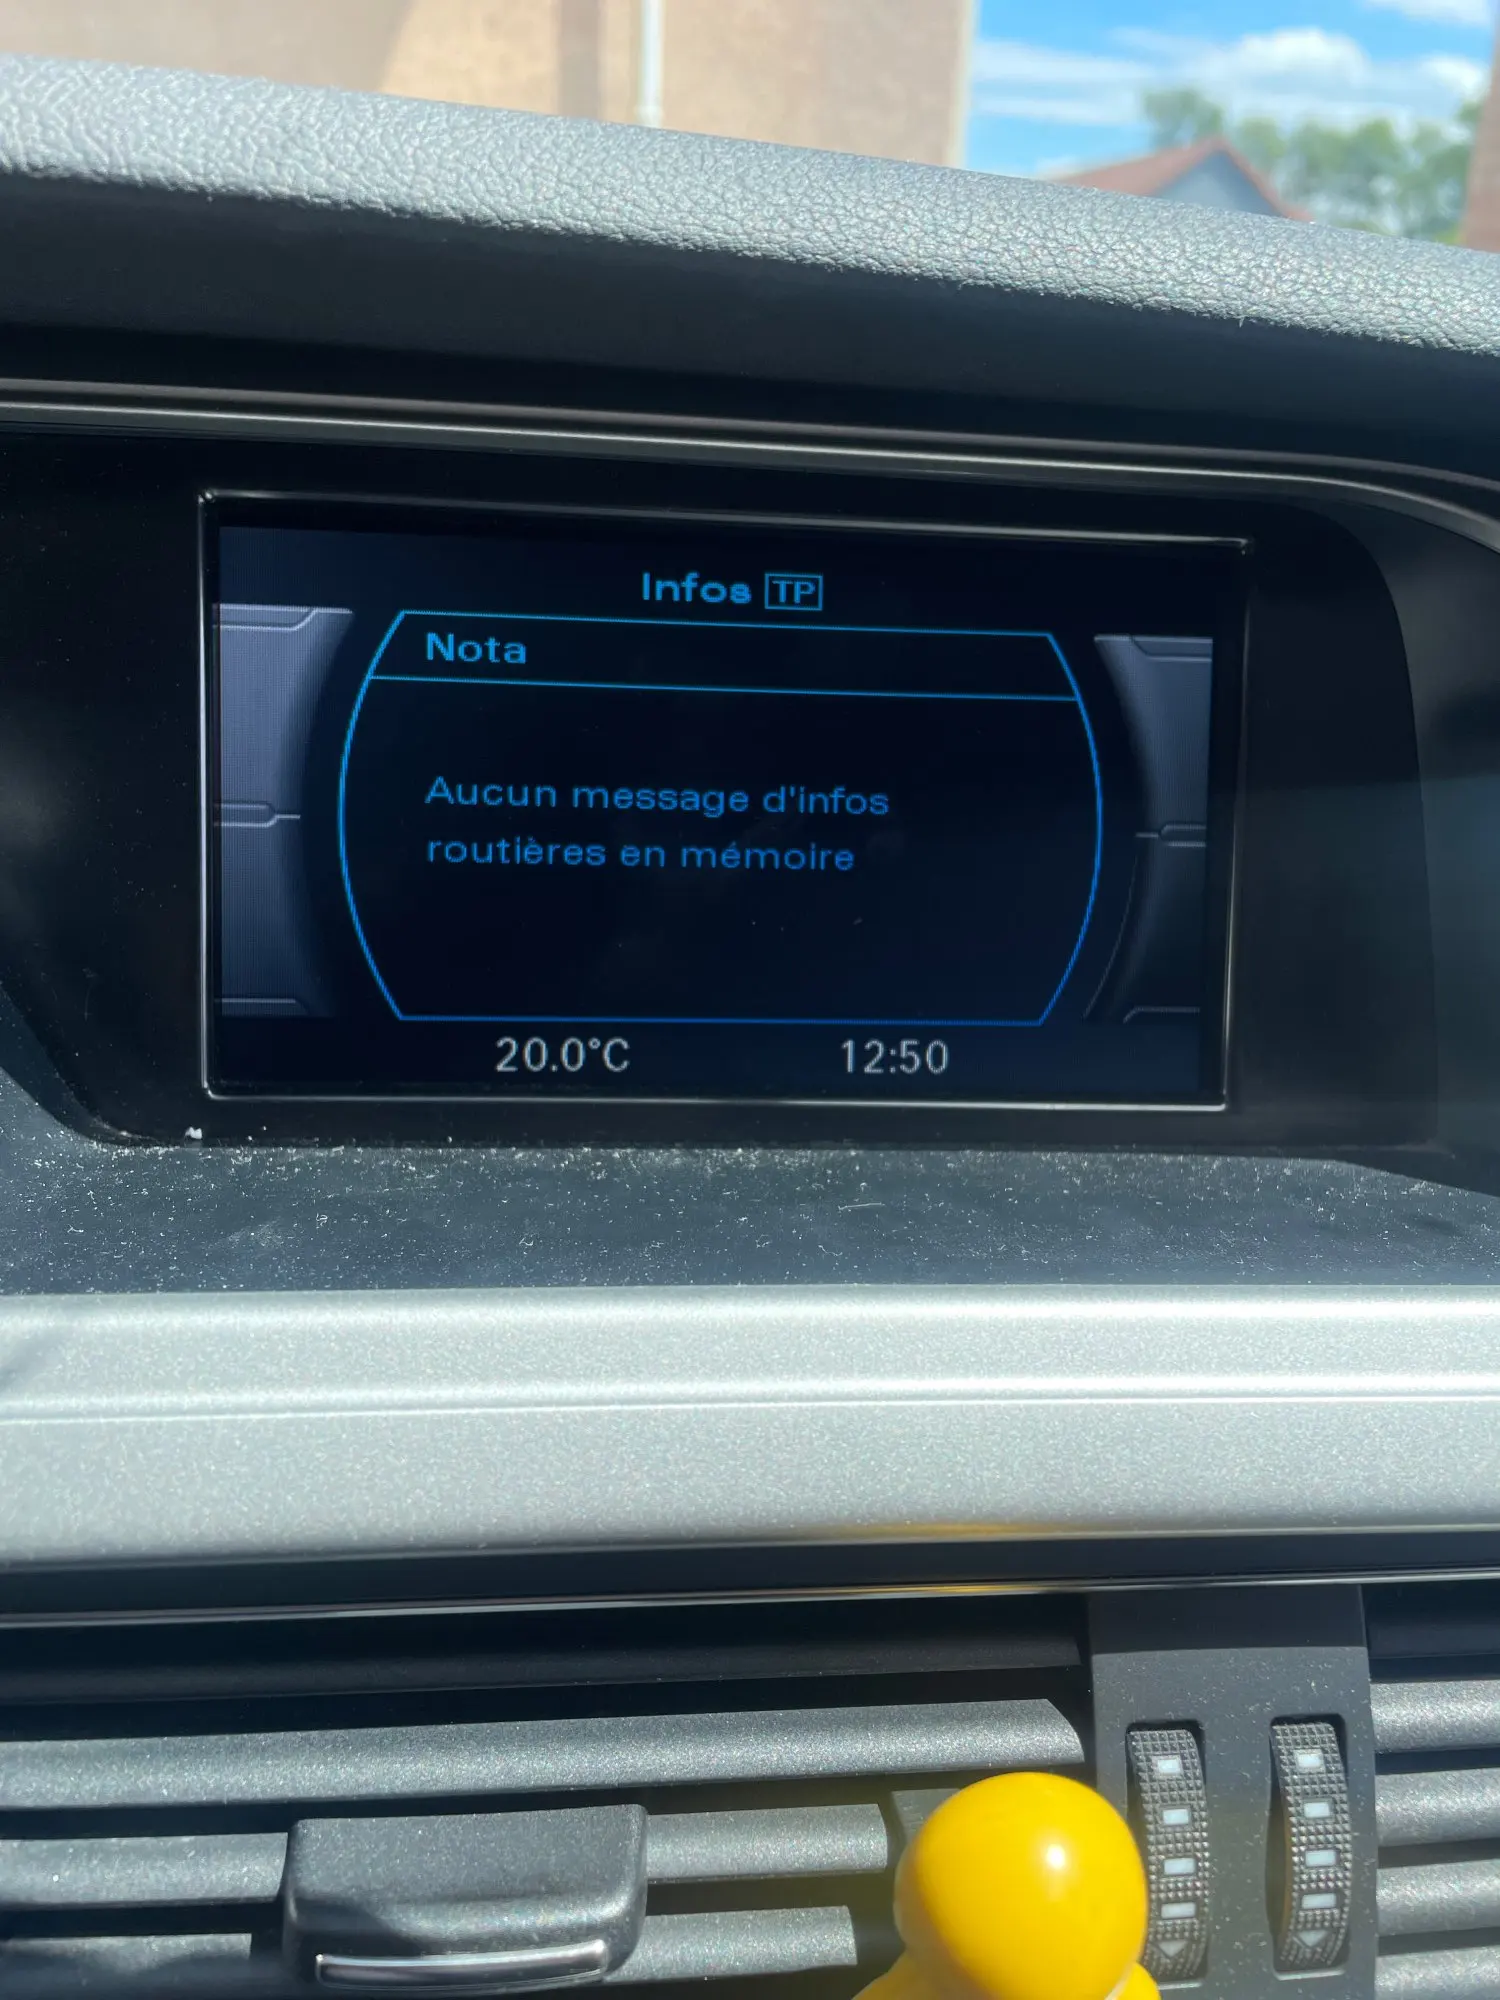 Infos TP
Nota
Aucun message d'infos
routières en mémoire
20.0°C 12:50